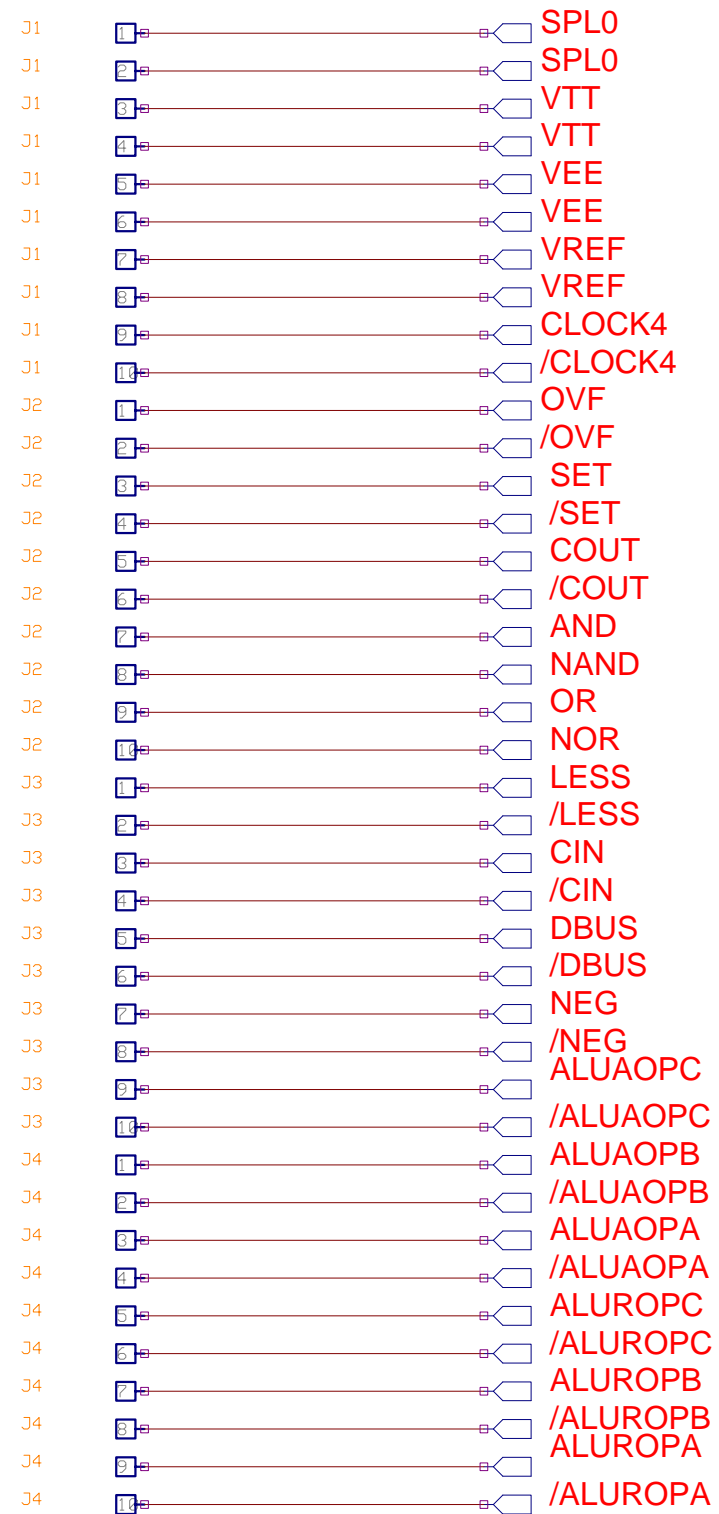 J1 1 SPL0
J1 2 SPL0
J1 3 VTT
J1 4 VTT
J1 5 VEE
J1 6 VEE
J1 7 VREF
J1 8 VREF
J1 9 CLOCK4
J1 10 /CLOCK4
J2 1 OVF
J2 2 /OVF
J2 3 SET
J2 4 /SET
J2 5 COUT
J2 6 /COUT
J2 7 AND
J2 8 NAND
J2 9 OR
J2 10 NOR
J3 1 LESS
J3 2 /LESS
J3 3 CIN
J3 4 /CIN
J3 5 DBUS
J3 6 /DBUS
J3 7 NEG
J3 8 /NEG
J3 9 ALUAOPC
J3 10 /ALUAOPC
J4 1 ALUAOPB
J4 2 /ALUAOPB
J4 3 ALUAOPA
J4 4 /ALUAOPA
J4 5 ALUROPC
J4 6 /ALUROPC
J4 7 ALUROPB
J4 8 /ALUROPB
J4 9 ALUROPA
J4 10 /ALUROPA